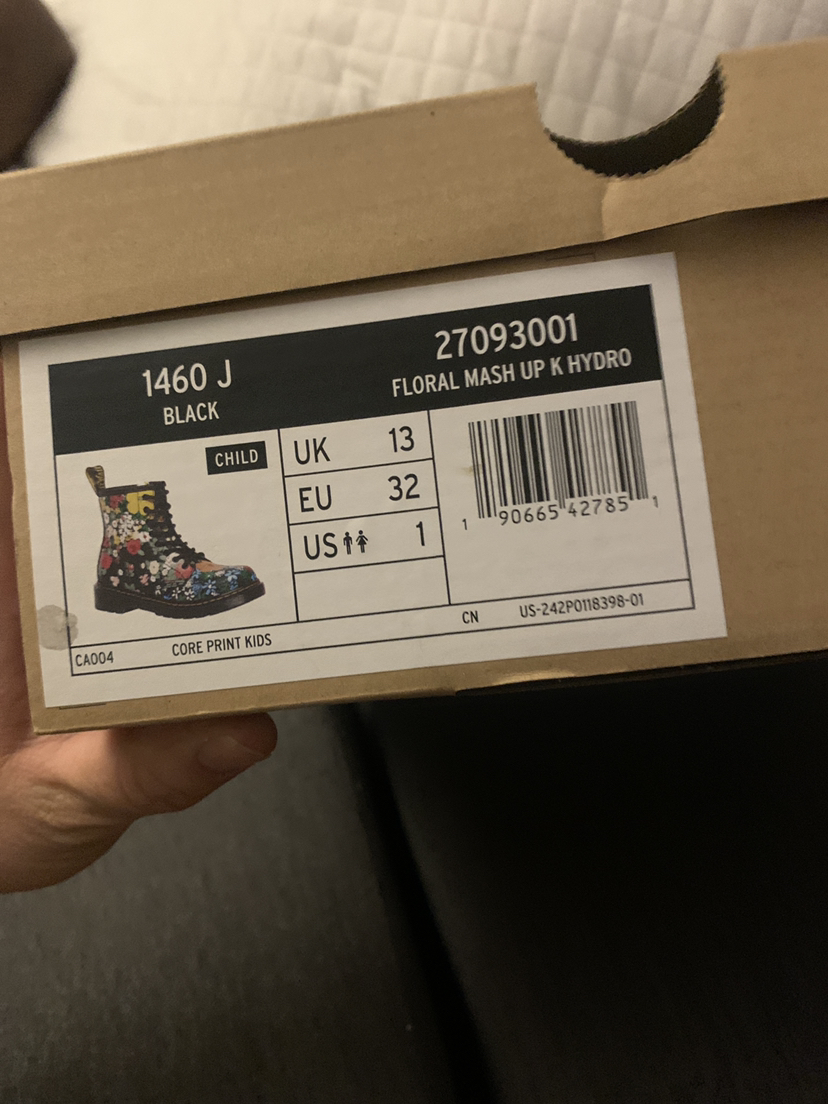 1460 J
BLACK
27093001
FLORAL MASH UP K HYDRO
CHILD
UK 13
EU 32
US 1
1 90665 42785 1
CA004 CORE PRINT KIDS CN US-242P0118398-01